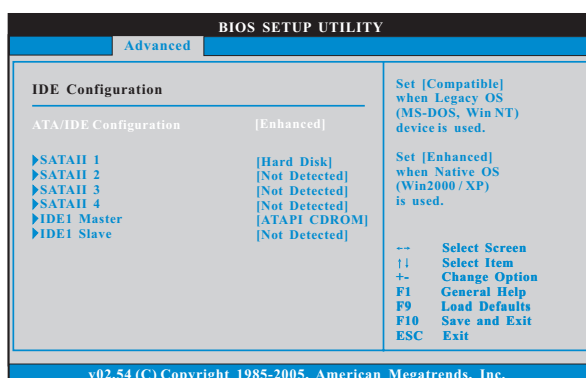 BIOS SETUP UTILITY
Advanced
IDE Configuration
ATA/IDE Configuration [Enhanced]
SATAII 1 [Hard Disk]
SATAII 2 [Not Detected]
SATAII 3 [Not Detected]
SATAII 4 [Not Detected]
IDE1 Master [ATAPI CDROM]
IDE1 Slave [Not Detected]
Set [Compatible]
when Legacy OS
(MS-DOS, Win NT)
device is used.
Set [Enhanced]
when Native OS
(Win2000 / XP)
is used.
←→ Select Screen
↑↓ Select Item
+- Change Option
F1 General Help
F9 Load Defaults
F10 Save and Exit
ESC Exit
v02.54 (C) Copyright 1985-2005, American Megatrends, Inc.